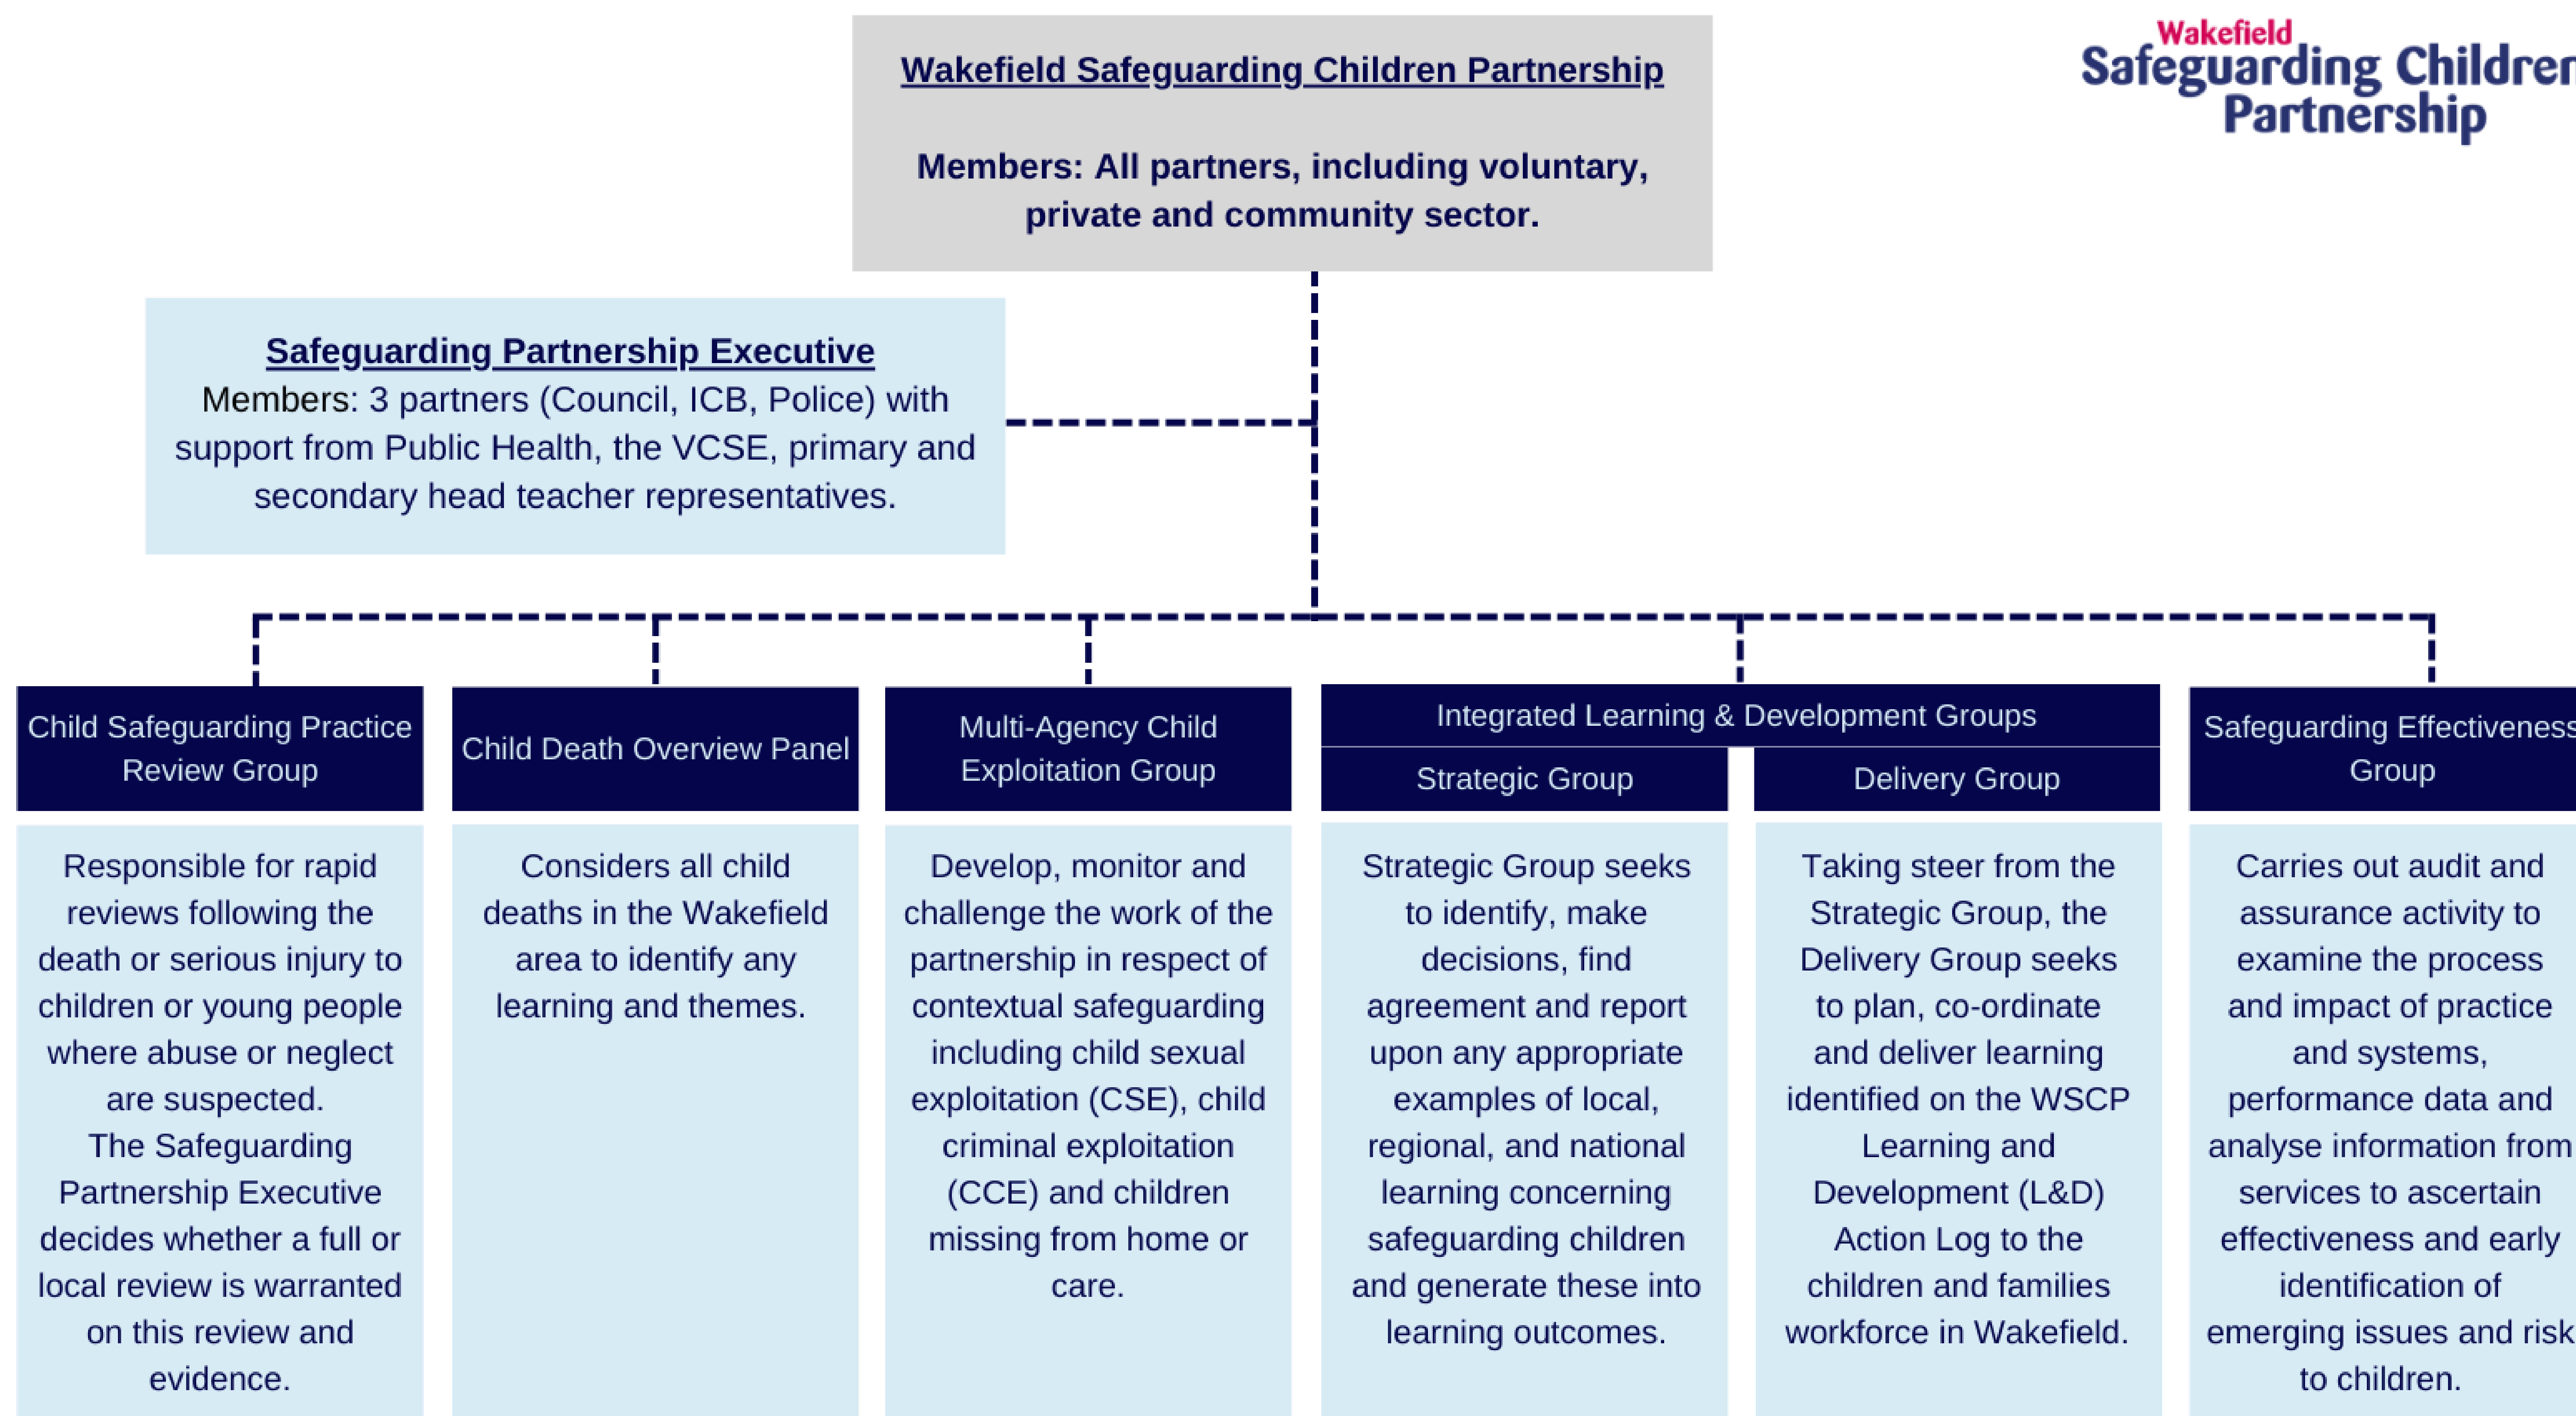 Wakefield Safeguarding Children Partnership
Members: All partners, including voluntary,
private and community sector.
Wakefield
Safeguarding Children
Partnership
Safeguarding Partnership Executive
Members: 3 partners (Council, ICB, Police) with
support from Public Health, the VCSE, primary and
secondary head teacher representatives.
Child Safeguarding Practice
Review Group
Responsible for rapid
reviews following the
death or serious injury to
children or young people
where abuse or neglect
are suspected.
The Safeguarding
Partnership Executive
decides whether a full or
local review is warranted
on this review and
evidence.
Child Death Overview Panel
Considers all child
deaths in the Wakefield
area to identify any
learning and themes.
Multi-Agency Child
Exploitation Group
Develop, monitor and
challenge the work of the
partnership in respect of
contextual safeguarding
including child sexual
exploitation (CSE), child
criminal exploitation
(CCE) and children
missing from home or
care.
Integrated Learning & Development Groups
Strategic Group
Strategic Group seeks
to identify, make
decisions, find
agreement and report
upon any appropriate
examples of local,
regional, and national
learning concerning
safeguarding children
and generate these into
learning outcomes.
Delivery Group
Taking steer from the
Strategic Group, the
Delivery Group seeks
to plan, co-ordinate
and deliver learning
identified on the WSCP
Learning and
Development (L&D)
Action Log to the
children and families
workforce in Wakefield.
Safeguarding Effectiveness
Group
Carries out audit and
assurance activity to
examine the process
and impact of practice
and systems,
performance data and
analyse information from
services to ascertain
effectiveness and early
identification of
emerging issues and risk
to children.